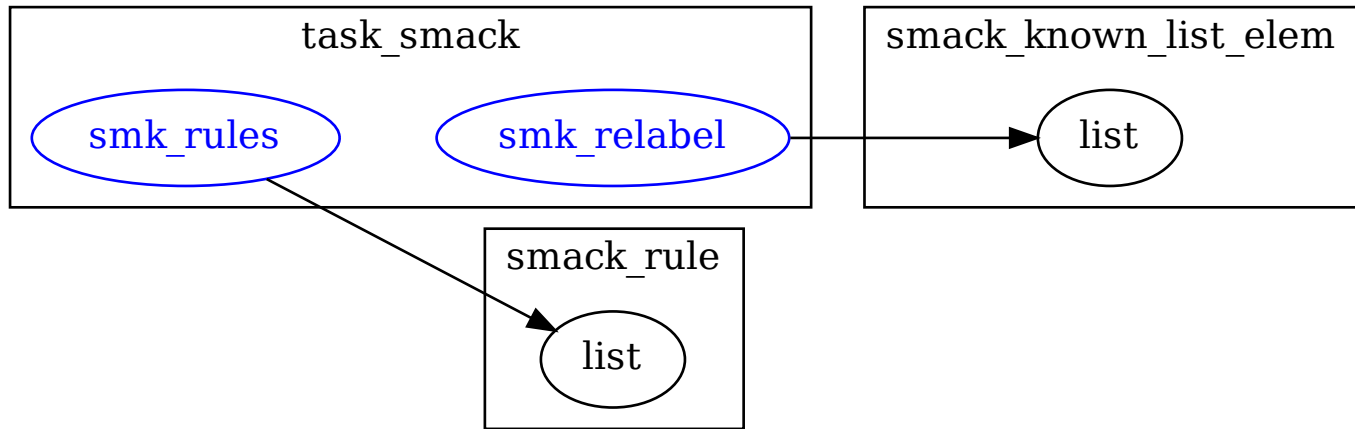 task_smack
smk_rules
smk_relabel
smack_known_list_elem
list
smack_rule
list